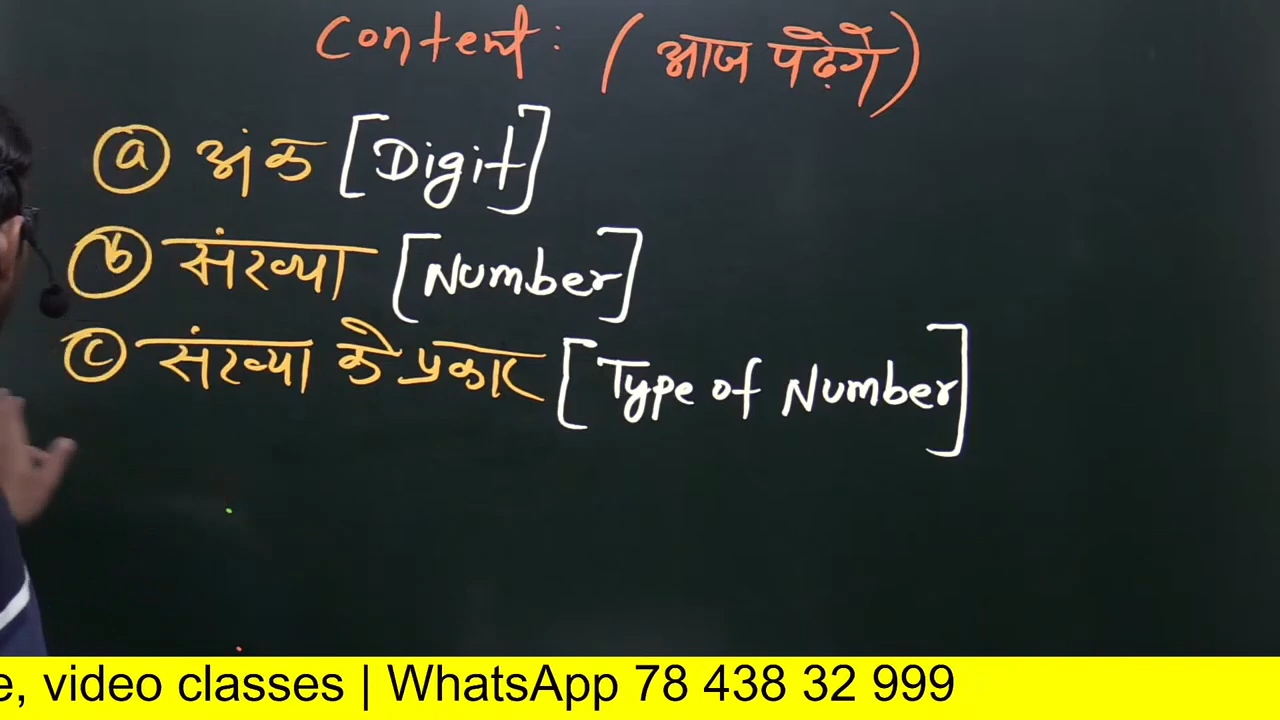 Content: (आज पढ़ेगे)
(a) अंक [Digit]
(b) संख्या [Number]
(c) संख्या के प्रकार [Type of Number]
e, video classes | WhatsApp 78 438 32 999